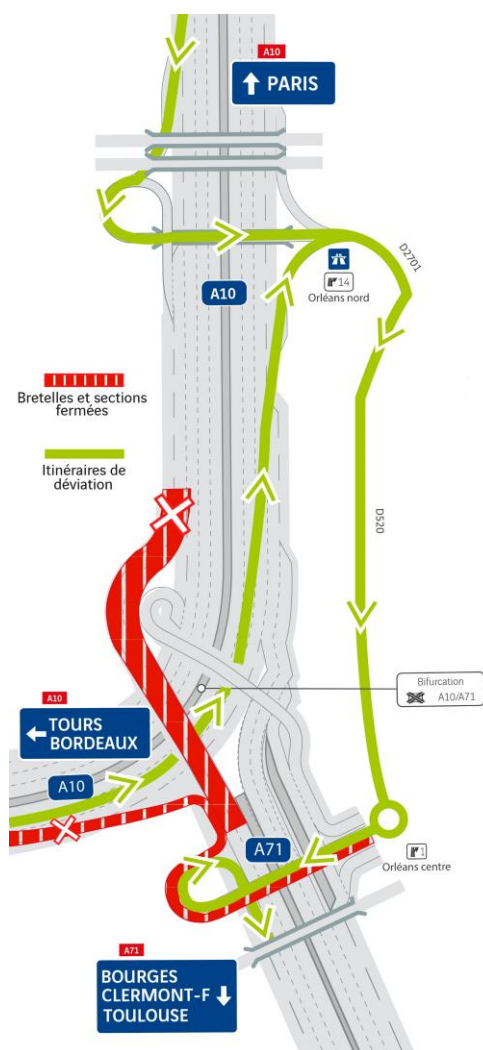 A10
PARIS
D2701
14
Orléans nord
A10
Bretelles et sections
fermées
Itinéraires de
déviation
D520
Bifurcation
A10/A71
A10
TOURS
BORDEAUX
A10
A71
1
Orléans centre
A71
BOURGES
CLERMONT-F
TOULOUSE